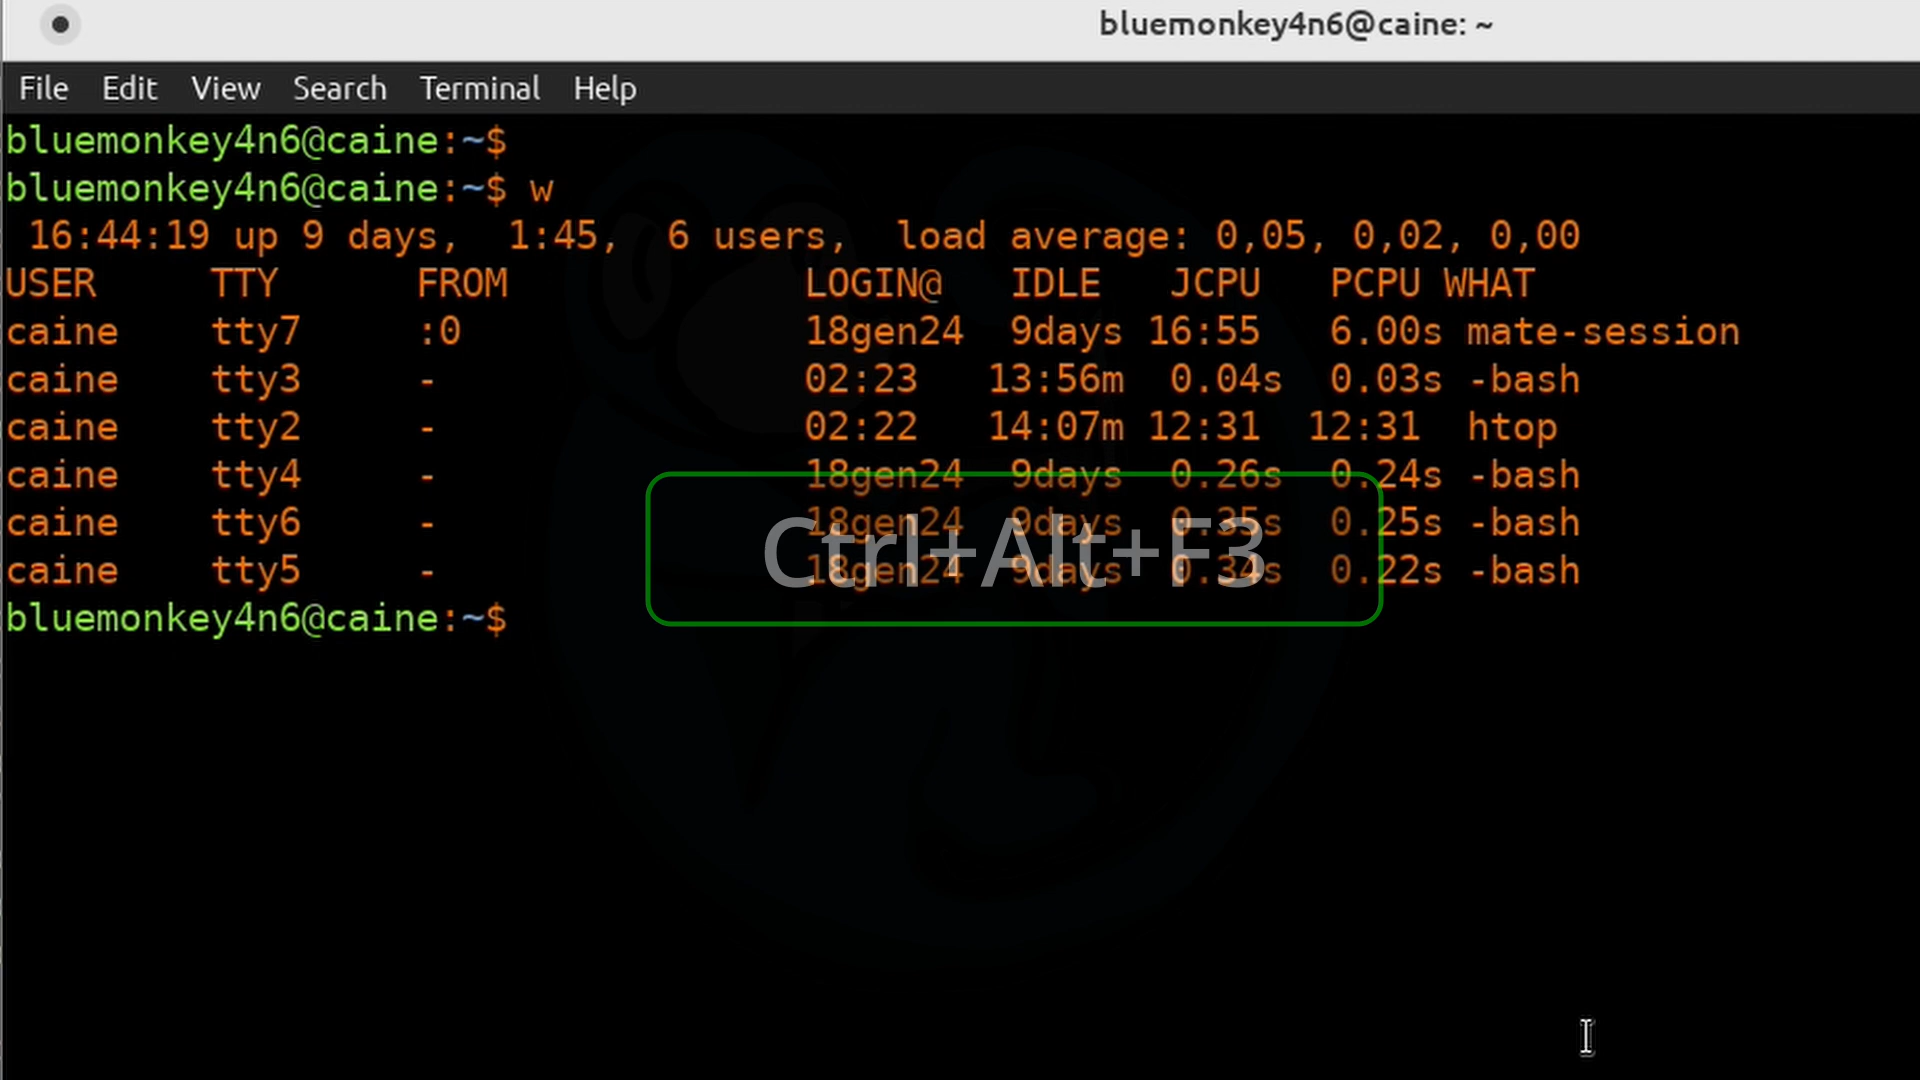 bluemonkey4n6@caine: ~
File Edit View Search Terminal Help
bluemonkey4n6@caine:~$
bluemonkey4n6@caine:~$ w
16:44:19 up 9 days,  1:45,  6 users,  load average: 0,05, 0,02, 0,00
USER     TTY      FROM             LOGIN@   IDLE   JCPU   PCPU WHAT
caine    tty7     :0               18gen24  9days 16:55   6.00s mate-session
caine    tty3     -                02:23   13:56m  0.04s  0.03s -bash
caine    tty2     -                02:22   14:07m 12:31  12:31  htop
caine    tty4     -                18gen24  9days  0.26s  0.24s -bash
caine    tty6     -                18gen24  9days  0.35s  0.25s -bash
Ctrl+Alt+F3
caine    tty5     -                18gen24  9days  0.34s  0.22s -bash
bluemonkey4n6@caine:~$